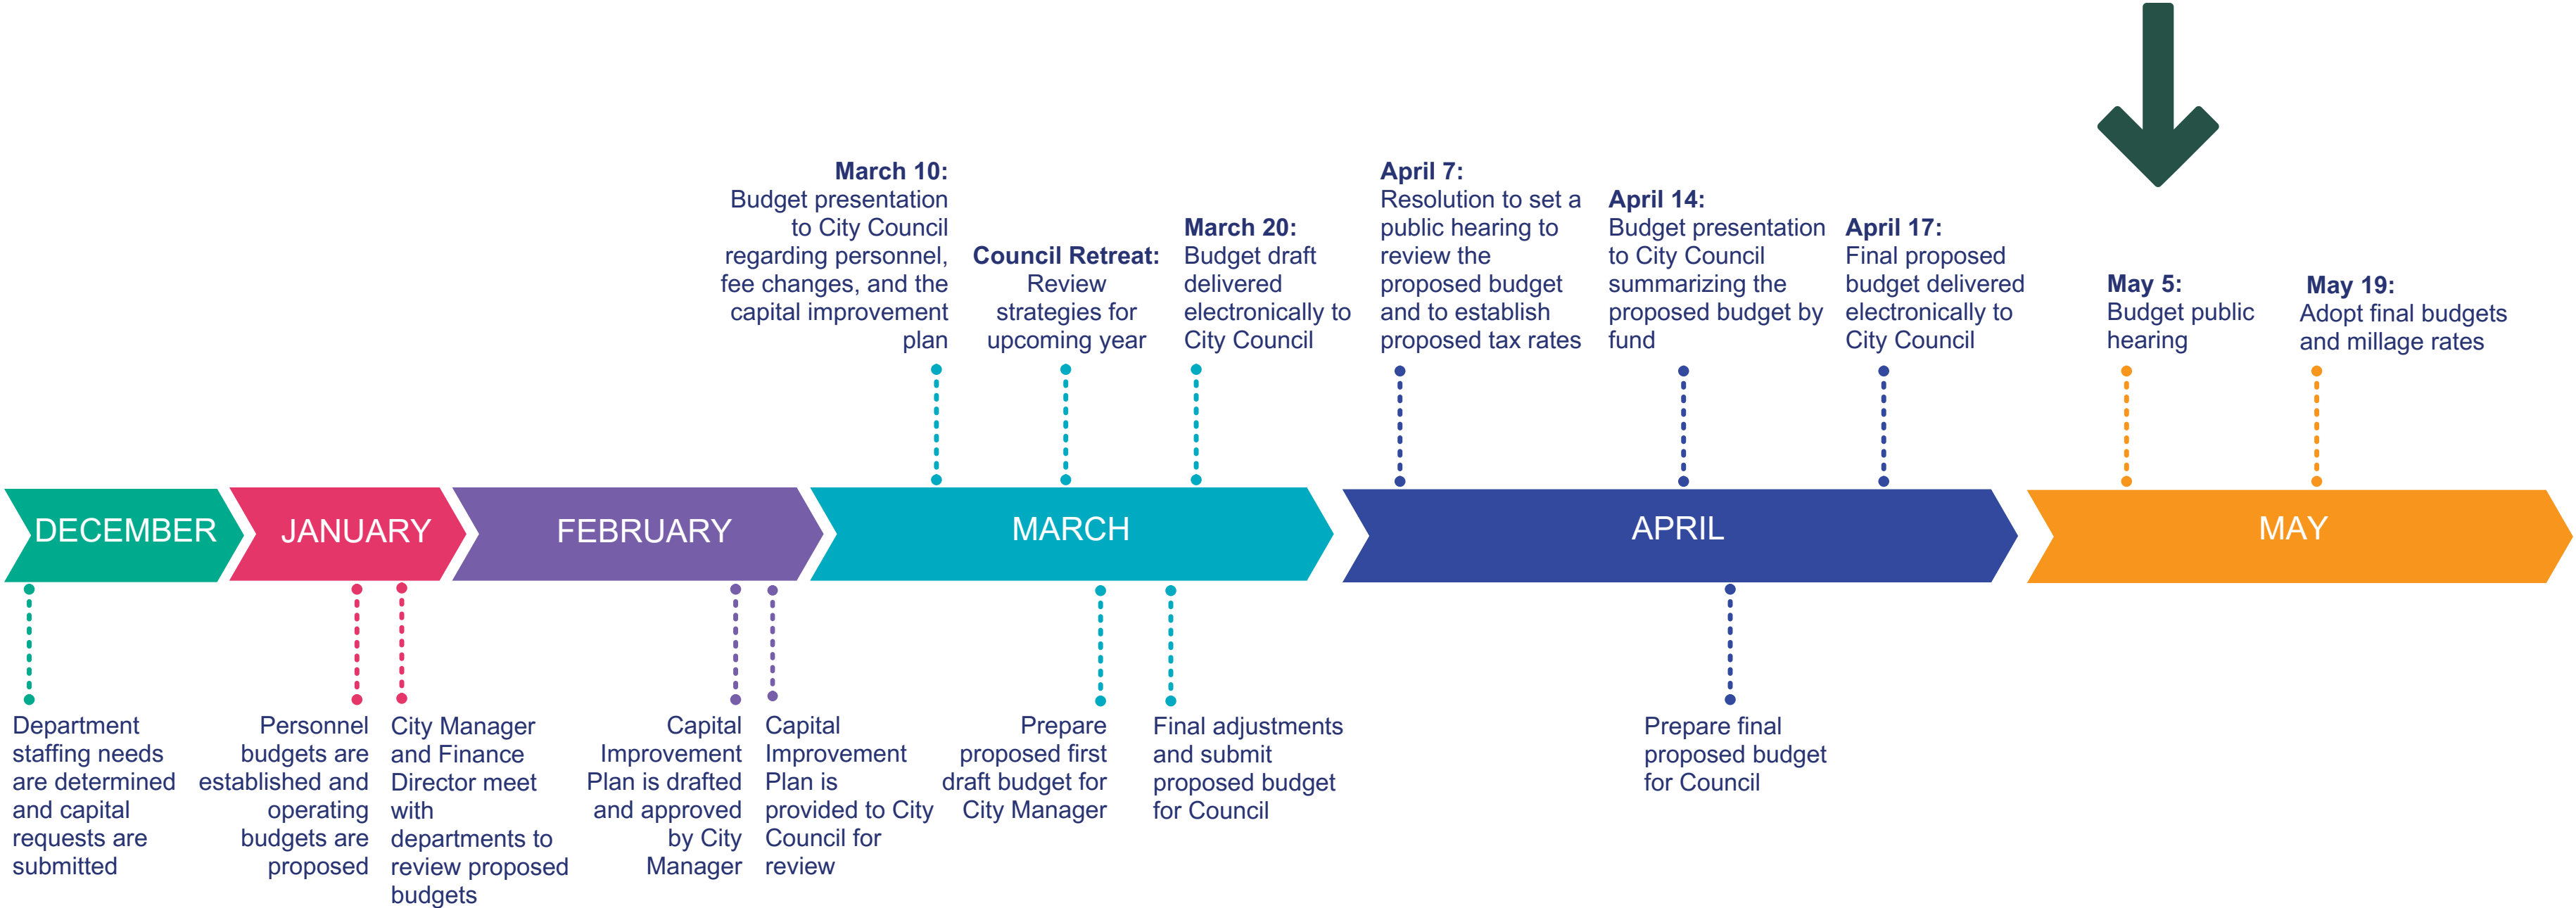 March 10:
Budget presentation
to City Council
regarding personnel,
fee changes, and the
capital improvement
plan
Council Retreat:
Review
strategies for
upcoming year
March 20:
Budget draft
delivered
electronically to
City Council
April 7:
Resolution to set a
public hearing to
review the
proposed budget
and to establish
proposed tax rates
April 14:
Budget presentation
to City Council
summarizing the
proposed budget by
fund
April 17:
Final proposed
budget delivered
electronically to
City Council
May 5:
Budget public
hearing
May 19:
Adopt final budgets
and millage rates
DECEMBER
JANUARY
FEBRUARY
MARCH
APRIL
MAY
Department
staffing needs
are determined
and capital
requests are
submitted
Personnel
budgets are
established and
operating
budgets are
proposed
City Manager
and Finance
Director meet
with
departments to
review proposed
budgets
Capital
Improvement
Plan is drafted
and approved
by City
Manager
Capital
Improvement
Plan is
provided to City
Council for
review
Prepare
proposed first
draft budget for
City Manager
Final adjustments
and submit
proposed budget
for Council
Prepare final
proposed budget
for Council